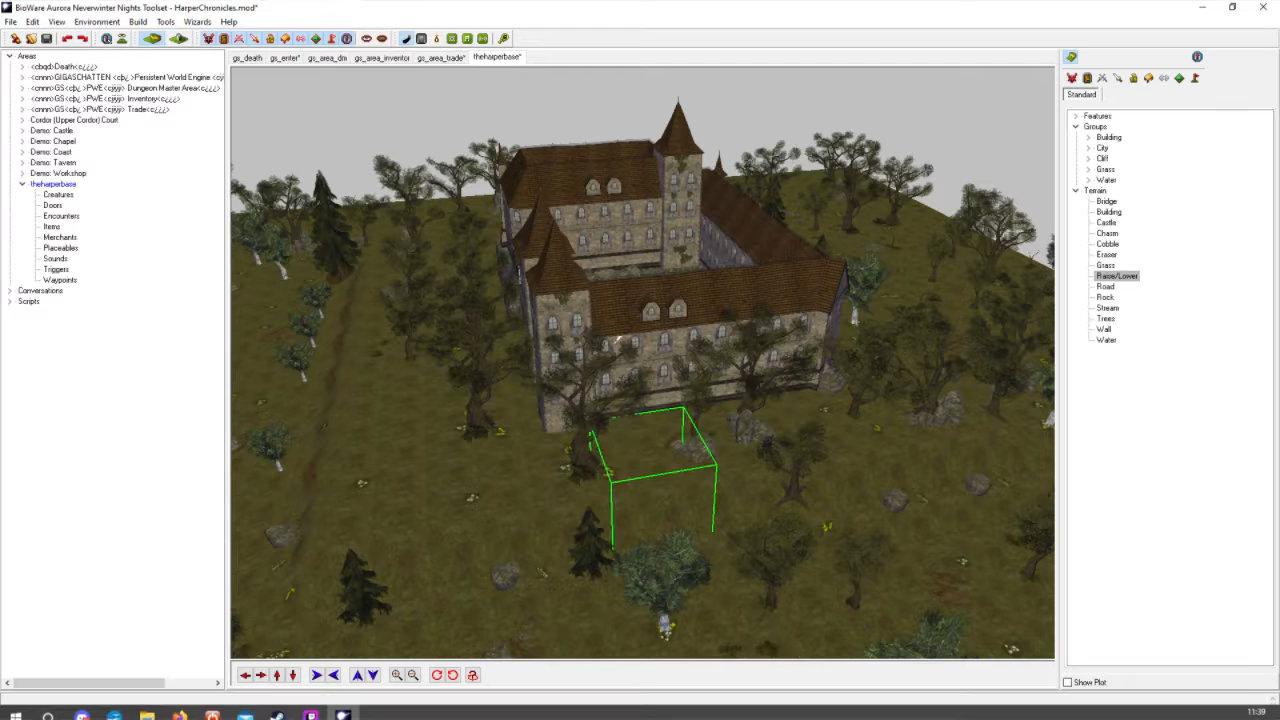 BioWare Aurora Neverwinter Nights Toolset - HarperChronicles.mod*
File Edit View Environment Build Tools Wizards Help
gs_death gs_enter* gs_area_dm gs_area_inventor gs_area_trade* theharperbase*
Areas
Demo: Castle
Demo: Chapel
Demo: Coast
Demo: Tavern
Demo: Workshop
Cordor (Upper Cordor) Court
theharperbase
Creatures
Doors
Encounters
Items
Merchants
Placeables
Sounds
Triggers
Waypoints
Conversations
Scripts
Standard
Features
Groups
Building
City
Cliff
Grass
Water
Terrain
Bridge
Building
Castle
Chasm
Cobble
Eraser
Grass
Raise/Lower
Road
Rock
Stream
Trees
Wall
Water
Show Plot
11:39